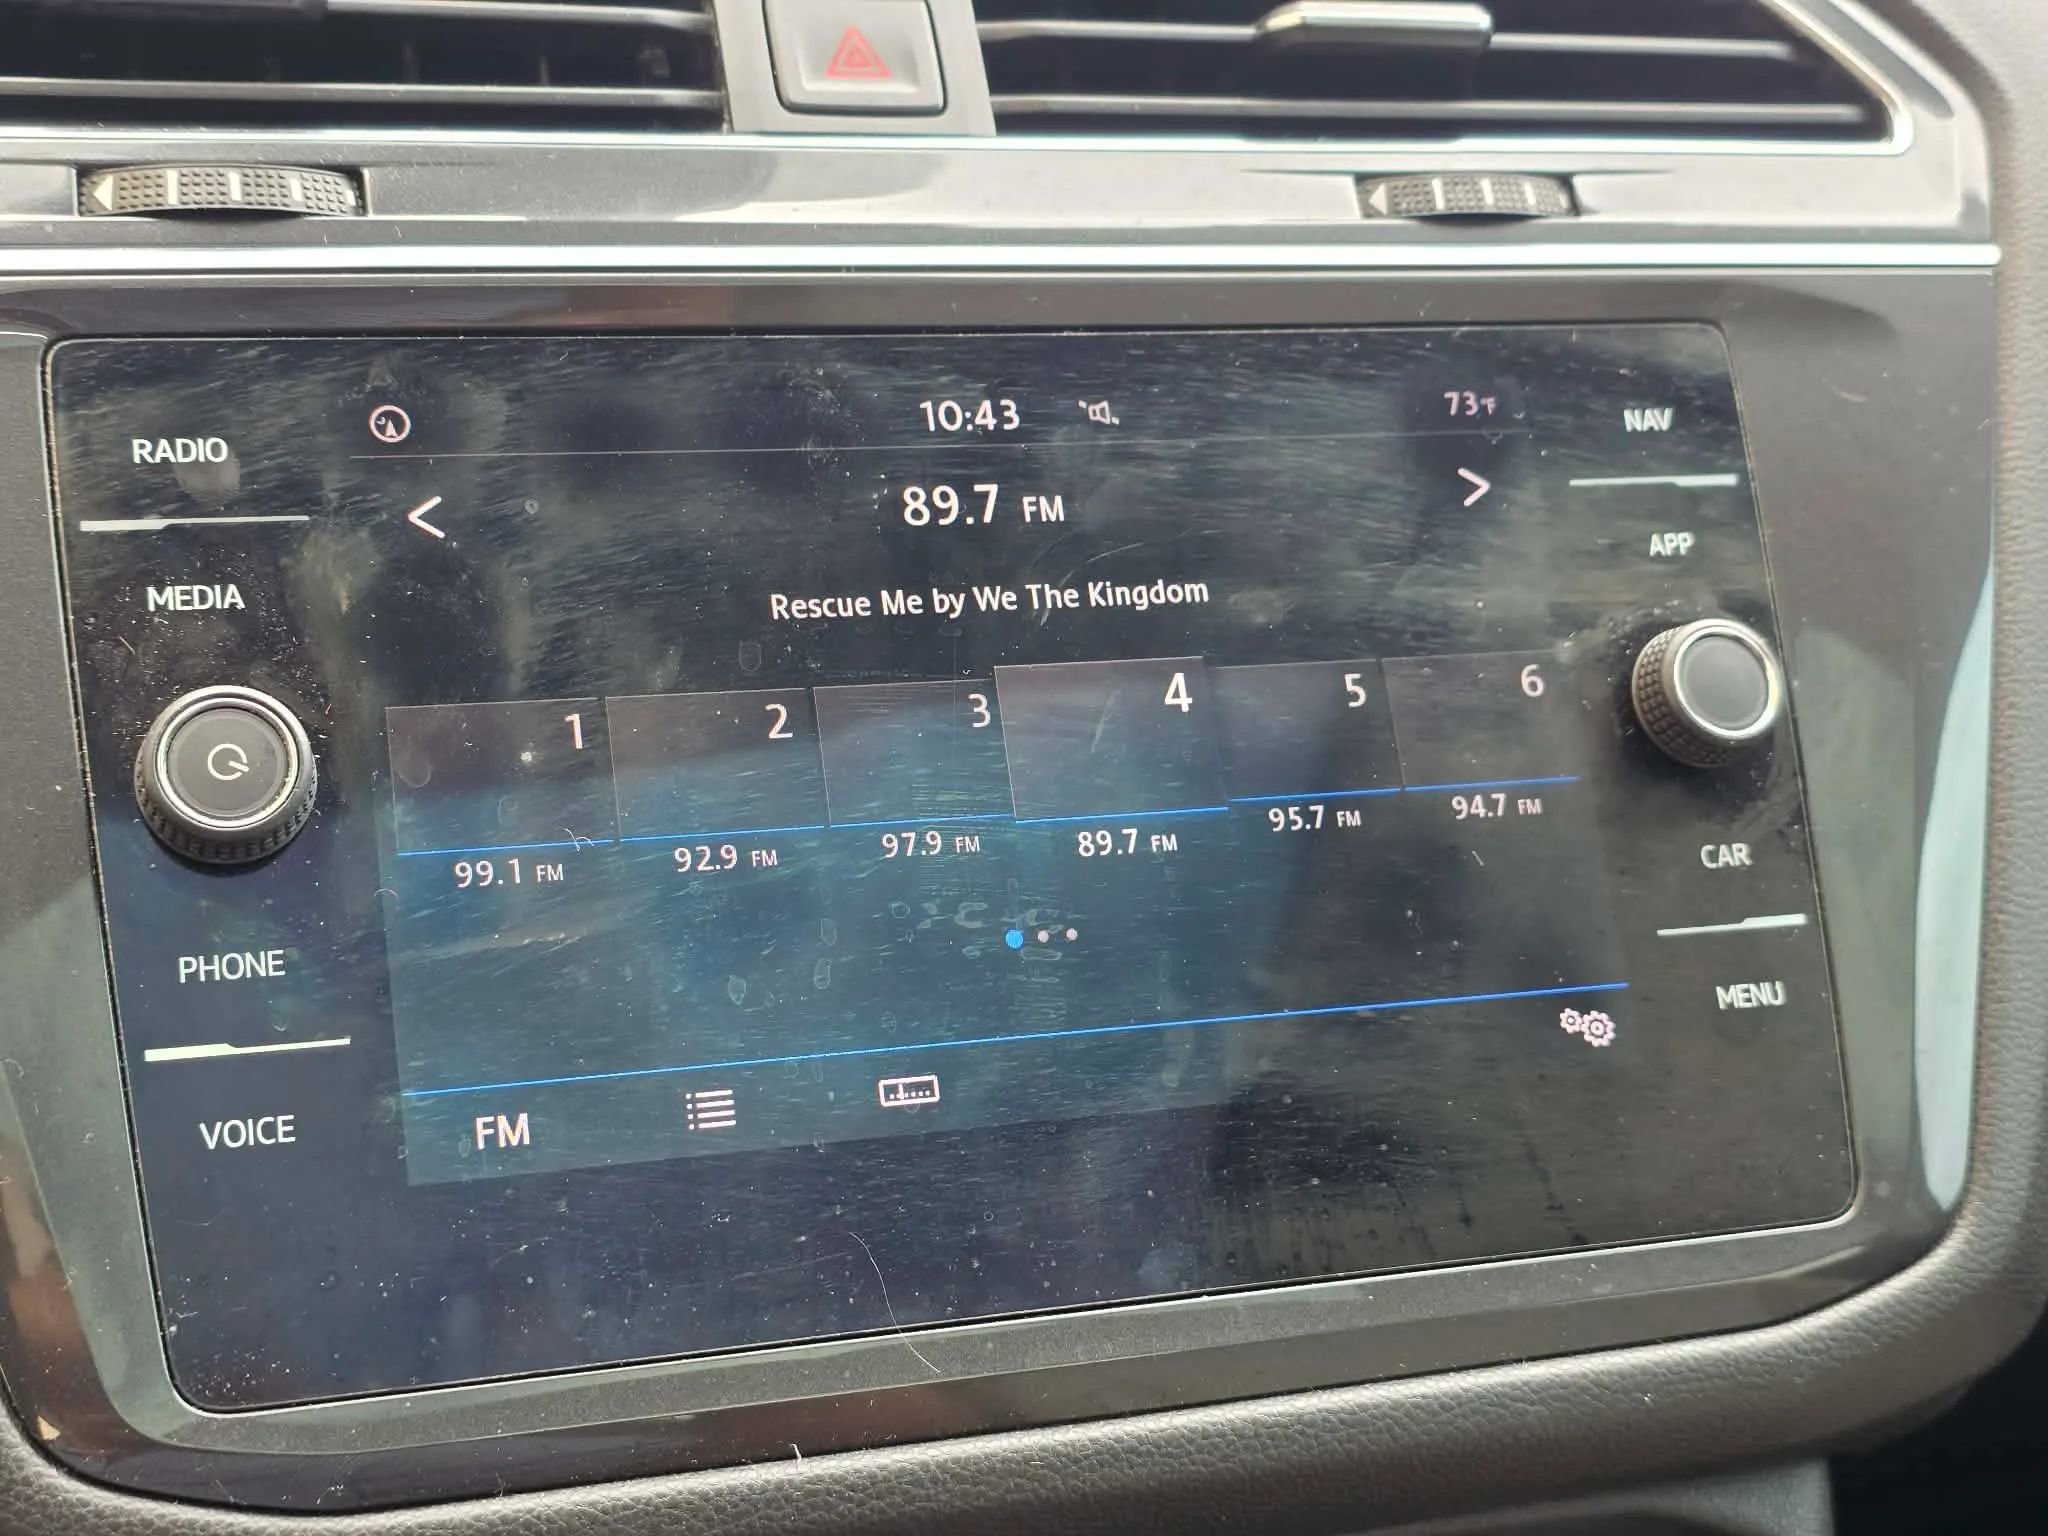 10:43
73°F
RADIO
NAV
89.7 FM
APP
MEDIA
Rescue Me by We The Kingdom
1 2 3 4 5 6
99.1 FM 92.9 FM 97.9 FM 89.7 FM 95.7 FM 94.7 FM
CAR
PHONE
MENU
FM
VOICE